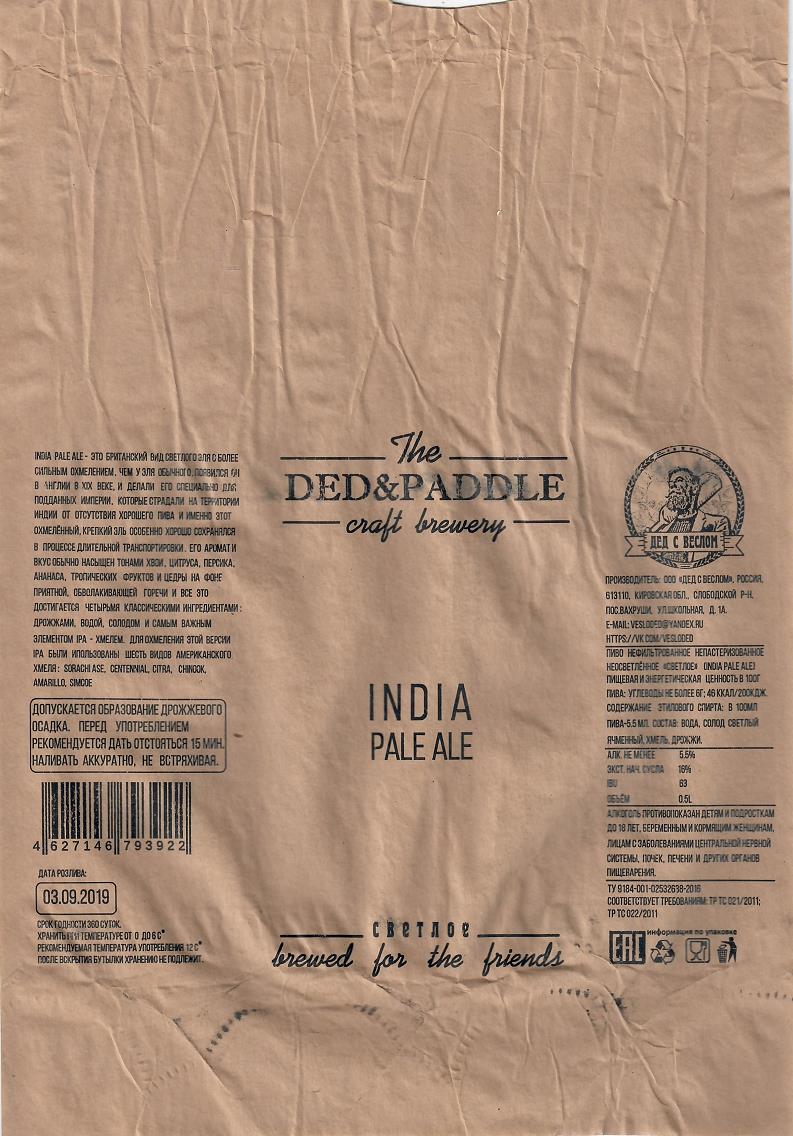 INDIA PALE ALE - ЭТО БРИТАНСКИЙ ВИД СВЕТЛОГО ЭЛЯ С БОЛЕЕ
СИЛЬНЫМ ОХМЕЛЕНИЕМ, ЧЕМ У ЭЛЯ ОБЫЧНОГО. ПОЯВИЛСЯ
В АНГЛИИ В XIX ВЕКЕ, И ДЕЛАЛИ ЕГО СПЕЦИАЛЬНО ДЛЯ
ПОДДАННЫХ ИМПЕРИИ, КОТОРЫЕ СТРАДАЛИ НА ТЕРРИТОРИИ
ИНДИИ ОТ ОТСУТСТВИЯ ХОРОШЕГО ПИВА И ИМЕННО ЭТОТ
ОХМЕЛЁННЫЙ, КРЕПКИЙ ЭЛЬ ОСОБЕННО ХОРОШО СОХРАНЯЛСЯ
В ПРОЦЕССЕ ДЛИТЕЛЬНОЙ ТРАНСПОРТИРОВКИ. ЕГО АРОМАТ И
ВКУС ОБЫЧНО НАСЫЩЕН ТОНАМИ ХВОИ, ЦИТРУСА, ПЕРСИКА,
АНАНАСА, ТРОПИЧЕСКИХ ФРУКТОВ И ЦЕДРЫ НА ФОНЕ
ПРИЯТНОЙ, ОБВОЛАКИВАЮЩЕЙ ГОРЕЧИ И ВСЕ ЭТО
ДОСТИГАЕТСЯ ЧЕТЫРЬМЯ КЛАССИЧЕСКИМИ ИНГРЕДИЕНТАМИ:
ДРОЖЖАМИ, ВОДОЙ, СОЛОДОМ И САМЫМ ВАЖНЫМ
ЭЛЕМЕНТОМ IPA - ХМЕЛЕМ. ДЛЯ ОХМЕЛЕНИЯ ЭТОЙ ВЕРСИИ
IPA БЫЛИ ИПОЛЬЗОВАНЫ ШЕСТЬ ВИДОВ АМЕРИКАНСКОГО
ХМЕЛЯ: SORACHI ASE, CENTENNIAL, CITRA, CHINOOK,
AMARILLO, SIMCOE
ДОПУСКАЕТСЯ ОБРАЗОВАНИЕ ДРОЖЖЕВОГО
ОСАДКА. ПЕРЕД УПОТРЕБЛЕНИЕМ
РЕКОМЕНДУЕТСЯ ДАТЬ ОТСТОЯТЬСЯ 15 МИН.
НАЛИВАТЬ АККУРАТНО, НЕ ВСТРЯХИВАЯ.
4 627146 793922
ДАТА РОЗЛИВА:
03.09.2019
СРОК ГОДНОСТИ 360 СУТОК.
ХРАНИТЬ ПРИ ТЕМПЕРАТУРЕ ОТ 0 ДО 6 С°
РЕКОМЕНДУЕМАЯ ТЕМПЕРАТУРА УПОТРЕБЛЕНИЯ 12 С°
ПОСЛЕ ВСКРЫТИЯ БУТЫЛКИ ХРАНЕНИЮ НЕ ПОДЛЕЖИТ.
The
DED&PADDLE
craft brewery
INDIA
PALE ALE
светлое
brewed for the friends
ДЕД С ВЕСЛОМ
ПРОИЗВОДИТЕЛЬ: ООО «ДЕД С ВЕСЛОМ», РОССИЯ,
613110, КИРОВСКАЯ ОБЛ., СЛОБОДСКОЙ Р-Н,
ПОС.ВАХРУШИ, УЛ.ШКОЛЬНАЯ, Д. 1А.
E-MAIL: VESLODED@YANDEX.RU
HTTPS://VK.COM/VESLODED
ПИВО НЕФИЛЬТРОВАННОЕ НЕПАСТЕРИЗОВАННОЕ
НЕОСВЕТЛЁННОЕ «СВЕТЛОЕ» (INDIA PALE ALE)
ПИЩЕВАЯ И ЭНЕРГЕТИЧЕСКАЯ ЦЕННОСТЬ В 100Г
ПИВА: УГЛЕВОДЫ НЕ БОЛЕЕ 6Г; 46 ККАЛ/200КДЖ.
СОДЕРЖАНИЕ ЭТИЛОВОГО СПИРТА: В 100МЛ
ПИВА-5.5 МЛ. СОСТАВ: ВОДА, СОЛОД СВЕТЛЫЙ
ЯЧМЕННЫЙ, ХМЕЛЬ, ДРОЖЖИ.
АЛК. НЕ МЕНЕЕ 5.5%
ЭКСТ. НАЧ. СУСЛА 16%
IBU 63
ОБЪЁМ 0.5L
АЛКОГОЛЬ ПРОТИВОПОКАЗАН ДЕТЯМ И ПОДРОСТКАМ
ДО 18 ЛЕТ, БЕРЕМЕННЫМ И КОРМЯЩИМ ЖЕНЩИНАМ,
ЛИЦАМ С ЗАБОЛЕВАНИЯМИ ЦЕНТРАЛЬНОЙ НЕРВНОЙ
СИСТЕМЫ, ПОЧЕК, ПЕЧЕНИ И ДРУГИХ ОРГАНОВ
ПИЩЕВАРЕНИЯ.
ТУ 9184-001-02532638-2016
СООТВЕТСТВУЕТ ТРЕБОВАНИЯМ: ТР ТС 021/2011;
ТР ТС 022/2011
EAC информация по упаковке